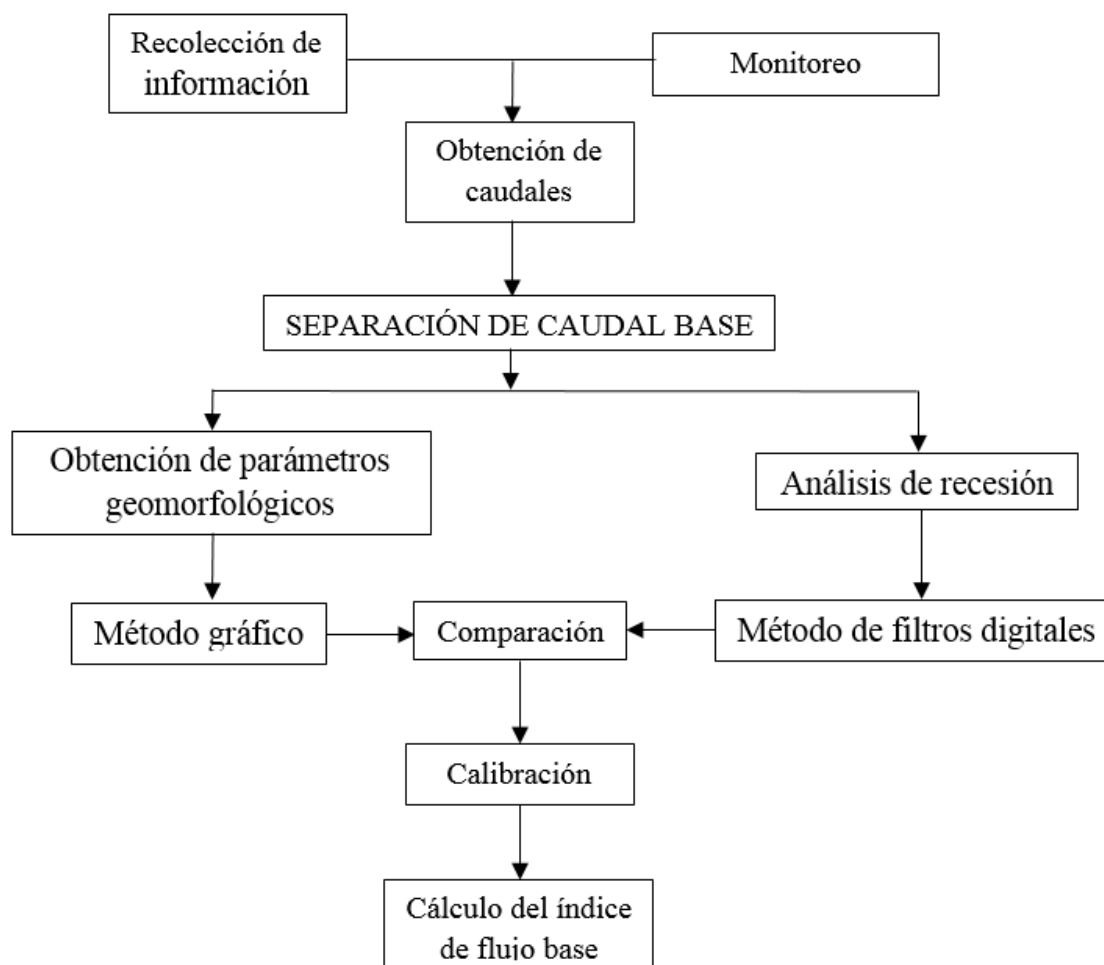 Recolección de
información
Monitoreo
Obtención de
caudales
SEPARACIÓN DE CAUDAL BASE
Obtención de parámetros
geomorfológicos
Análisis de recesión
Método gráfico
Comparación
Método de filtros digitales
Calibración
Cálculo del índice
de flujo base